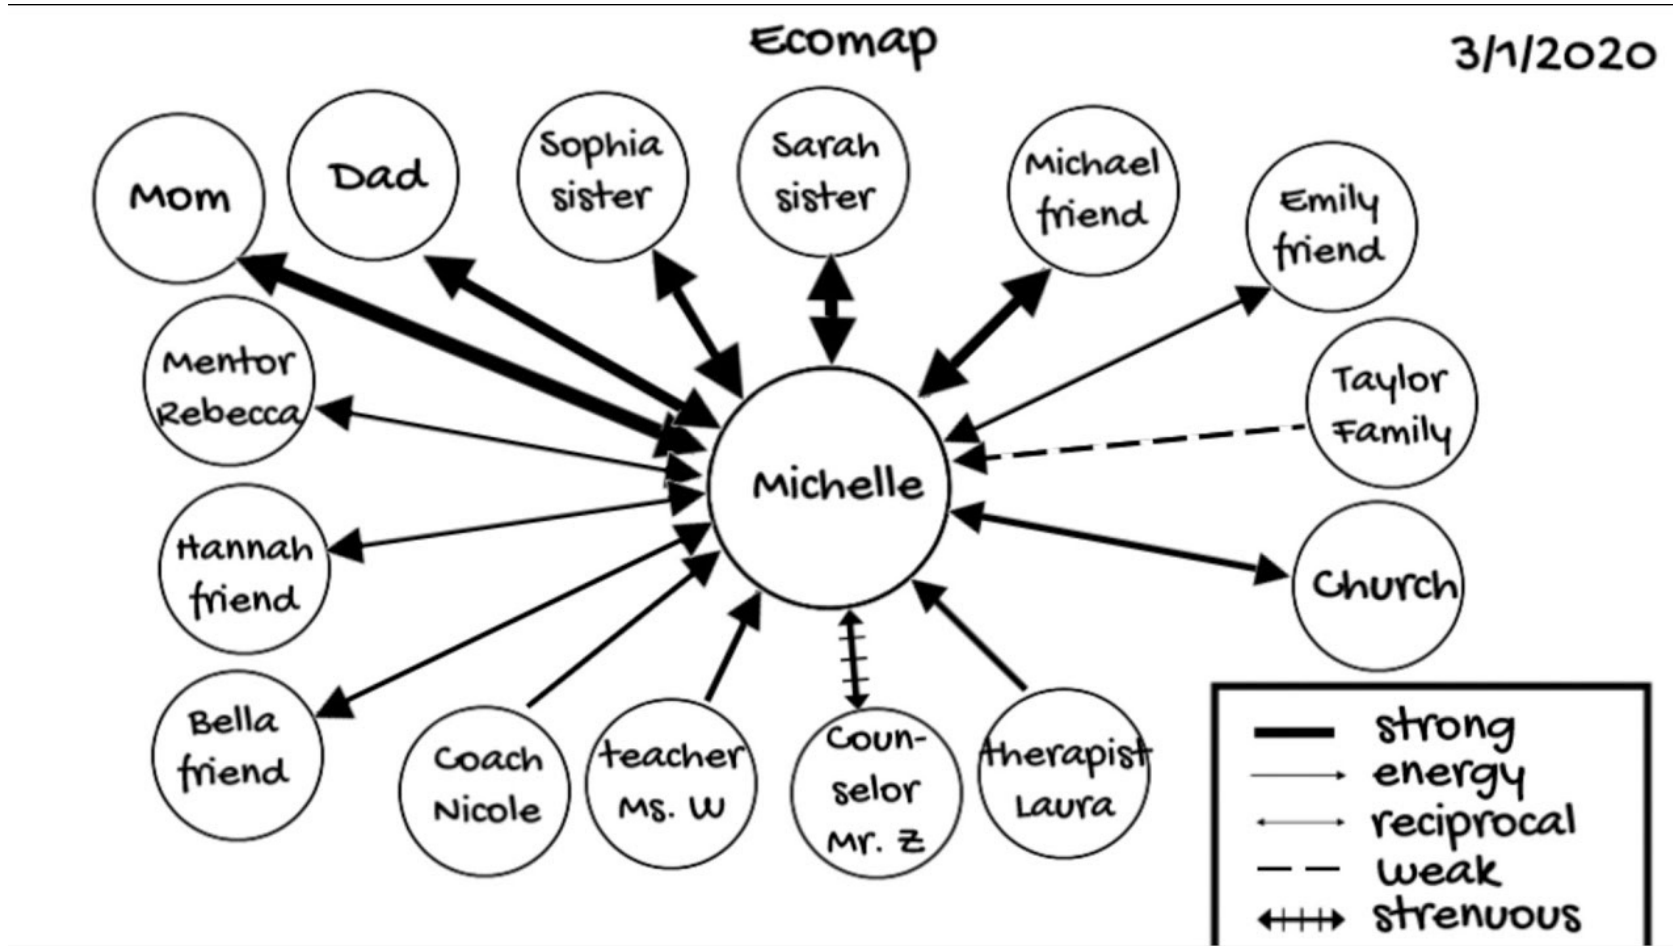 Ecomap
3/1/2020
Mom
Dad
Sophia
sister
Sarah
sister
Michael
friend
Emily
friend
Mentor
Rebecca
Taylor
Family
Michelle
Hannah
friend
Church
Bella
friend
Coach
Nicole
teacher
Ms. W
Coun-
selor
Mr. Z
therapist
Laura
strong
energy
reciprocal
weak
strenuous